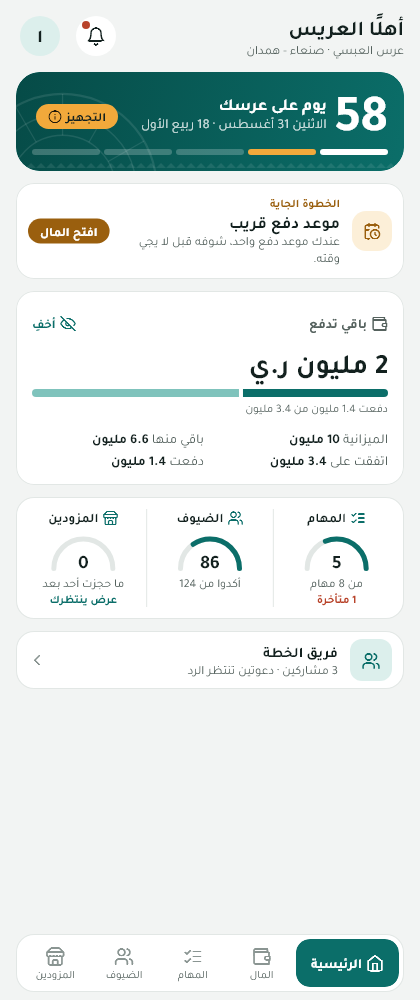 أهلًا العريس
عرس العبسي · صنعاء - همدان
ا
58
يوم على عرسك
الاثنين 31 أغسطس · 18 ربيع الأول
التجهيز
الخطوة الجاية
موعد دفع قريب
عندك موعد دفع واحد، شوفه قبل لا يجي
وقته.
افتح المال
باقي تدفع
أخفِ
2 مليون ر.ي
دفعت 1.4 مليون من 3.4 مليون
الميزانية 10 مليون
باقي منها 6.6 مليون
اتفقت على 3.4 مليون
دفعت 1.4 مليون
المهام
5
من 8 مهام
1 متأخرة
الضيوف
86
أكدوا من 124
المزودين
0
ما حجزت أحد بعد
عرض ينتظرك
فريق الخطة
3 مشاركين · دعوتين تنتظر الرد
الرئيسية
المال
المهام
الضيوف
المزودين